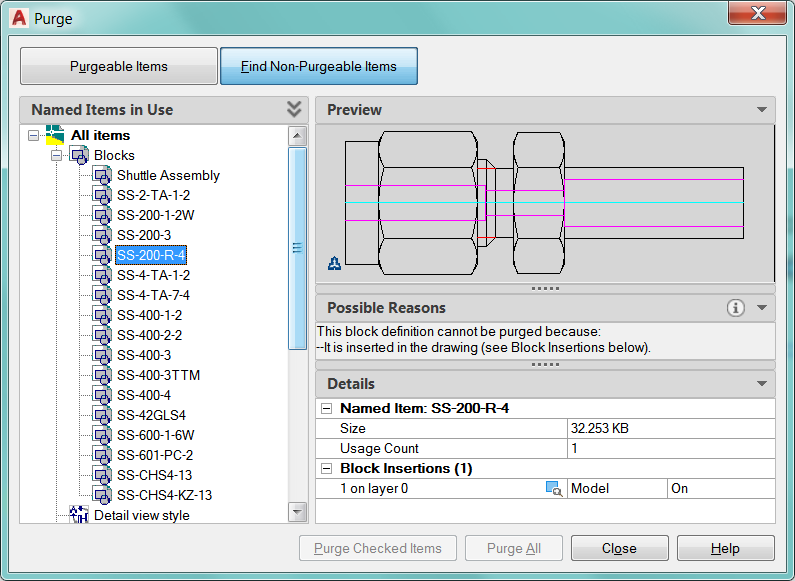 Purge
Purgeable Items
Find Non-Purgeable Items
Named Items in Use
All items
Blocks
Shuttle Assembly
SS-2-TA-1-2
SS-200-1-2W
SS-200-3
SS-200-R-4
SS-4-TA-1-2
SS-4-TA-7-4
SS-400-1-2
SS-400-2-2
SS-400-3
SS-400-3TTM
SS-400-4
SS-42GLS4
SS-600-1-6W
SS-601-PC-2
SS-CHS4-13
SS-CHS4-KZ-13
Detail view style
Preview
Possible Reasons
This block definition cannot be purged because:
--It is inserted in the drawing (see Block Insertions below).
Details
Named Item: SS-200-R-4
Size 32.253 KB
Usage Count 1
Block Insertions (1)
1 on layer 0 Model On
Purge Checked Items
Purge All
Close
Help